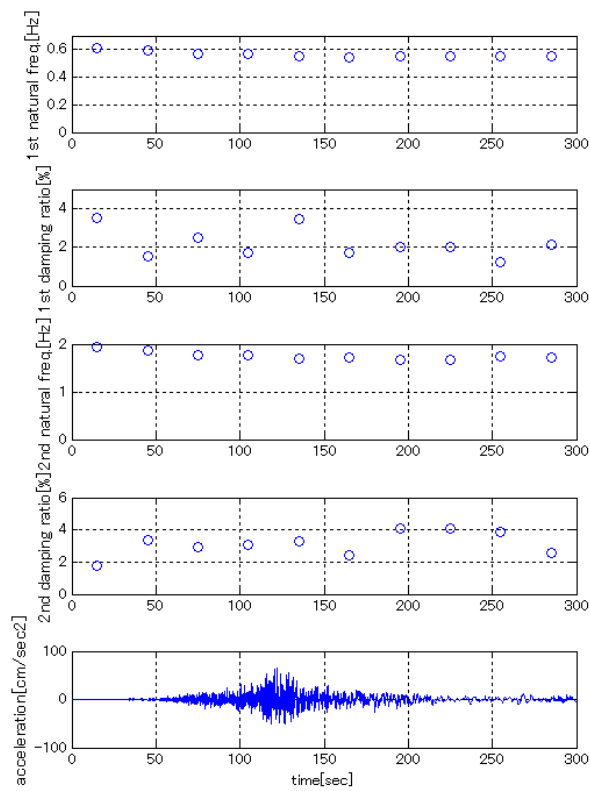 1st natural freq.[Hz]
0.6
0.4
0.2
0
0 50 100 150 200 250 300
1st damping ratio[%]
4
2
0
0 50 100 150 200 250 300
2nd natural freq.[Hz]
2
1
0
0 50 100 150 200 250 300
2nd damping ratio[%]
6
4
2
0
0 50 100 150 200 250 300
acceleration[cm/sec2]
100
0
-100
0 50 100 150 200 250 300
time[sec]